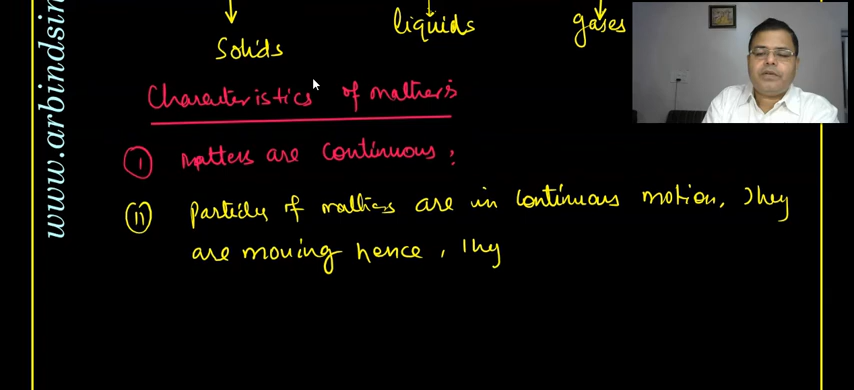 Solids
liquids
gases
Characteristics of matters
(i) matters are continuous :
(ii) particles of matters are in continuous motion, They
are moving hence, They
www.arbindsin